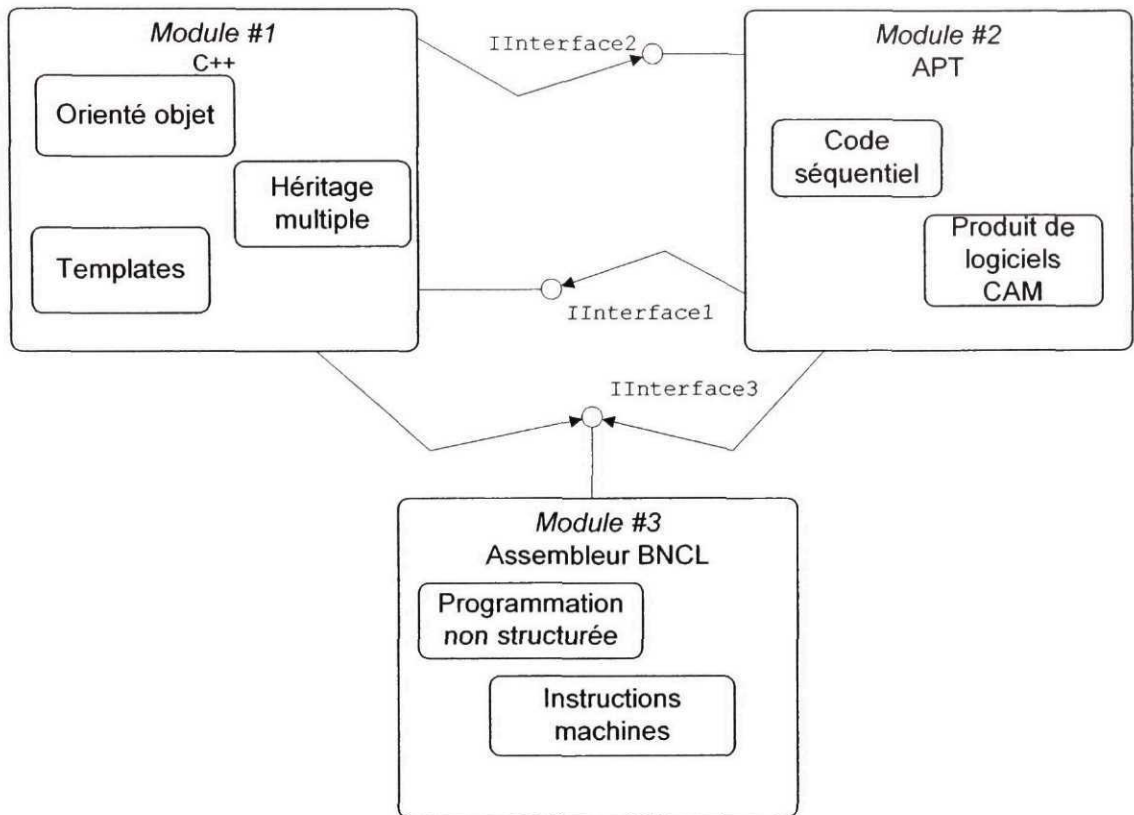 Module #1
C++
Orienté objet
Héritage
multiple
Templates
IInterface2
Module #2
APT
Code
séquentiel
Produit de
logiciels
CAM
IInterface1
IInterface3
Module #3
Assembleur BNCL
Programmation
non structurée
Instructions
machines